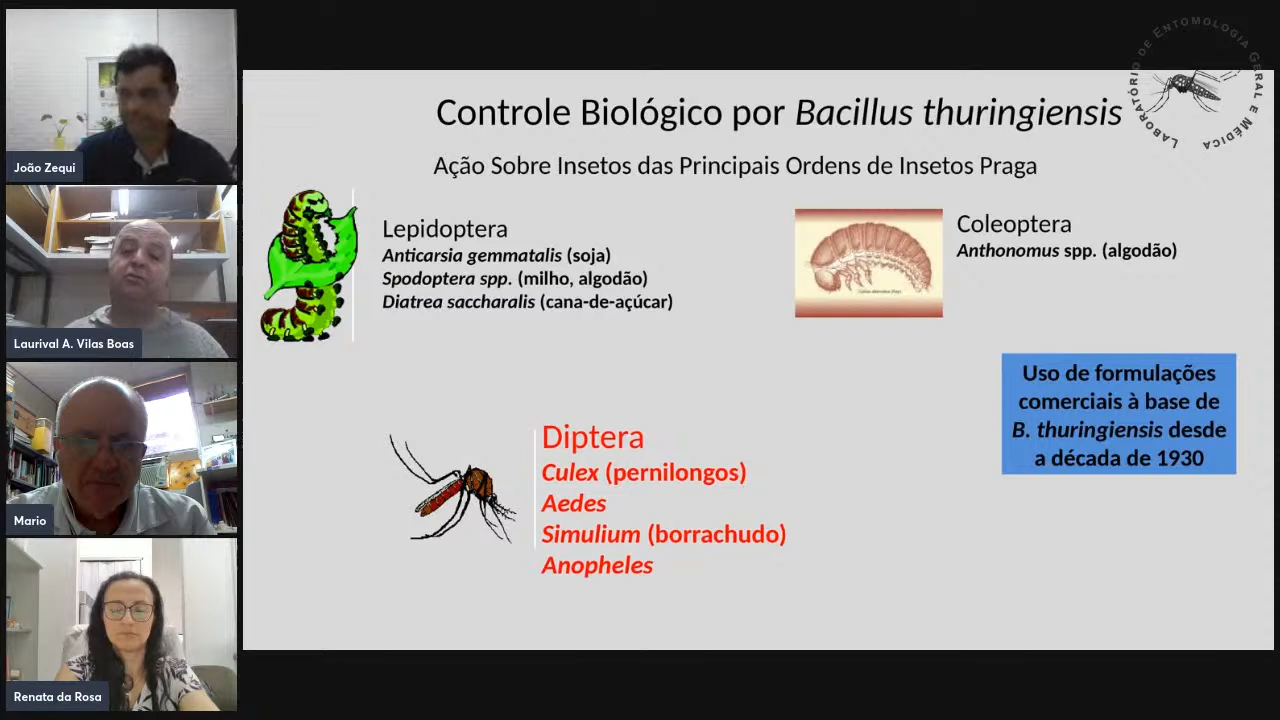 João Zequi
Laurival A. Vilas Boas
Mario
Renata da Rosa
LABORATÓRIO DE ENTOMOLOGIA GERAL E MÉDICA
Controle Biológico por Bacillus thuringiensis
Ação Sobre Insetos das Principais Ordens de Insetos Praga
Lepidoptera
Anticarsia gemmatalis (soja)
Spodoptera spp. (milho, algodão)
Diatrea saccharalis (cana-de-açúcar)
Coleoptera
Anthonomus spp. (algodão)
Uso de formulações
comerciais à base de
B. thuringiensis desde
a década de 1930
Diptera
Culex (pernilongos)
Aedes
Simulium (borrachudo)
Anopheles